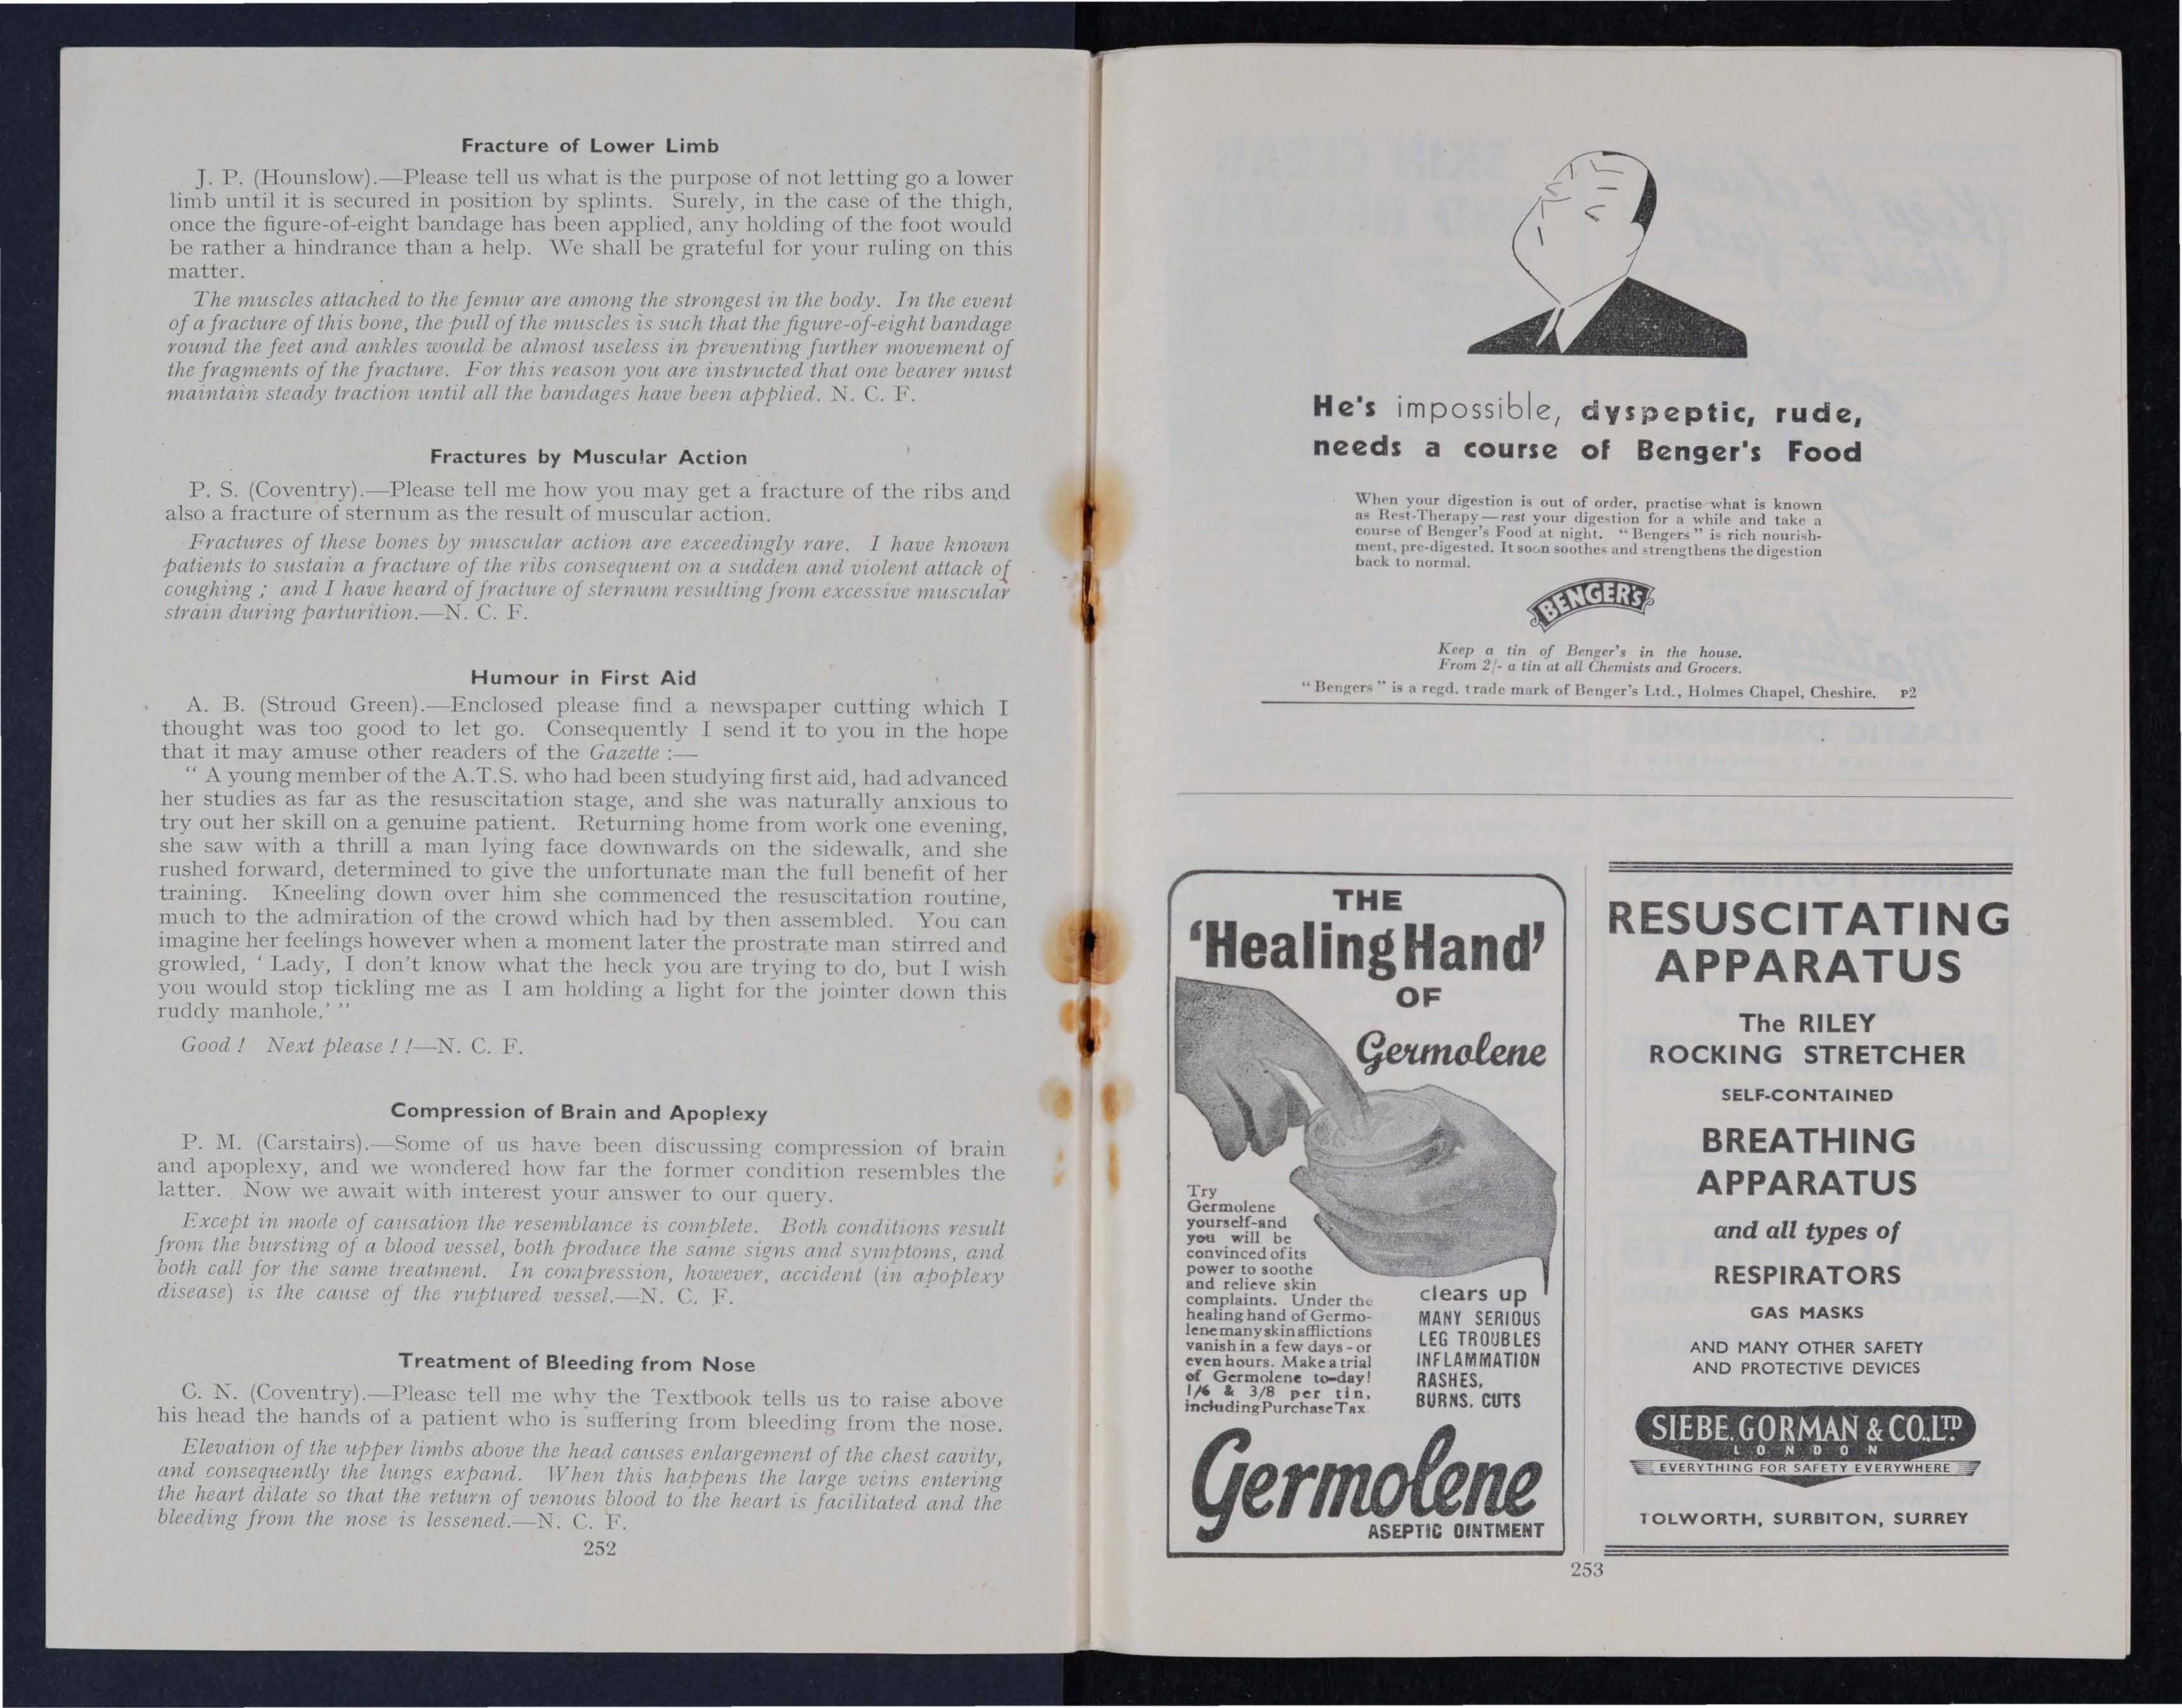 Fracture of Lower Limb
J. P. (Hounslow).—Please tell us what is the purpose of not letting go a lower
limb until it is secured in position by splints. Surely, in the case of the thigh,
once the figure-of-eight bandage has been applied, any holding of the foot would
be rather a hindrance than a help. We shall be grateful for your ruling on this
matter.
The muscles attached to the femur are among the strongest in the body. In the event
of a fracture of this bone, the pull of the muscles is such that the figure-of-eight bandage
round the feet and ankles would be almost useless in preventing further movement of
the fragments of the fracture. For this reason you are instructed that one bearer must
maintain steady traction until all the bandages have been applied. N. C. F.
Fractures by Muscular Action
P. S. (Coventry).—Please tell me how you may get a fracture of the ribs and
also a fracture of sternum as the result of muscular action.
Fractures of these bones by muscular action are exceedingly rare. I have known
patients to sustain a fracture of the ribs consequent on a sudden and violent attack of
coughing ; and I have heard of fracture of sternum resulting from excessive muscular
strain during parturition.—N. C. F.
Humour in First Aid
A. B. (Stroud Green).—Enclosed please find a newspaper cutting which I
thought was too good to let go. Consequently I send it to you in the hope
that it may amuse other readers of the Gazette :—
“ A young member of the A.T.S. who had been studying first aid, had advanced
her studies as far as the resuscitation stage, and she was naturally anxious to
try out her skill on a genuine patient. Returning home from work one evening,
she saw with a thrill a man lying face downwards on the sidewalk, and she
rushed forward, determined to give the unfortunate man the full benefit of her
training. Kneeling down over him she commenced the resuscitation routine,
much to the admiration of the crowd which had by then assembled. You can
imagine her feelings however when a moment later the prostrate man stirred and
growled, ‘ Lady, I don't know what the heck you are trying to do, but I wish
you would stop tickling me as I am holding a light for the jointer down this
ruddy manhole.’ ”
Good ! Next please ! !—N. C. F.
Compression of Brain and Apoplexy
P. M. (Carstairs).—Some of us have been discussing compression of brain
and apoplexy, and we wondered how far the former condition resembles the
latter. Now we await with interest your answer to our query.
Except in mode of causation the resemblance is complete. Both conditions result
from the bursting of a blood vessel, both produce the same signs and symptoms, and
both call for the same treatment. In compression, however, accident (in apoplexy
disease) is the cause of the ruptured vessel.—N. C. F.
Treatment of Bleeding from Nose
C. N. (Coventry).—Please tell me why the Textbook tells us to raise above
his head the hands of a patient who is suffering from bleeding from the nose.
Elevation of the upper limbs above the head causes enlargement of the chest cavity,
and consequently the lungs expand. When this happens the large veins entering
the heart dilate so that the return of venous blood to the heart is facilitated and the
bleeding from the nose is lessened.—N. C. F.
252
He's impossible, dyspeptic, rude,
needs a course of Benger's Food
When your digestion is out of order, practise what is known
as Rest-Therapy—rest your digestion for a while and take a
course of Benger's Food at night. “ Bengers ” is rich nourish-
ment, pre-digested. It soon soothes and strengthens the digestion
back to normal.
BENGER'S
Keep a tin of Benger's in the house.
From 2/- a tin at all Chemists and Grocers.
“ Bengers ” is a regd. trade mark of Benger's Ltd., Holmes Chapel, Cheshire. P2
THE
‘Healing Hand’
OF
Germolene
Try
Germolene
yourself-and
you will be
convinced of its
power to soothe
and relieve skin
complaints. Under the
healing hand of Germo-
lene many skin afflictions
vanish in a few days - or
even hours. Make a trial
of Germolene to-day!
1/6 & 3/8 per tin,
including Purchase Tax.
clears up
MANY SERIOUS
LEG TROUBLES
INFLAMMATION
RASHES,
BURNS, CUTS
Germolene
ASEPTIC OINTMENT
RESUSCITATING
APPARATUS
The RILEY
ROCKING STRETCHER
SELF-CONTAINED
BREATHING
APPARATUS
and all types of
RESPIRATORS
GAS MASKS
AND MANY OTHER SAFETY
AND PROTECTIVE DEVICES
SIEBE, GORMAN & CO., LTD
LONDON
EVERYTHING FOR SAFETY EVERYWHERE
TOLWORTH, SURBITON, SURREY
253